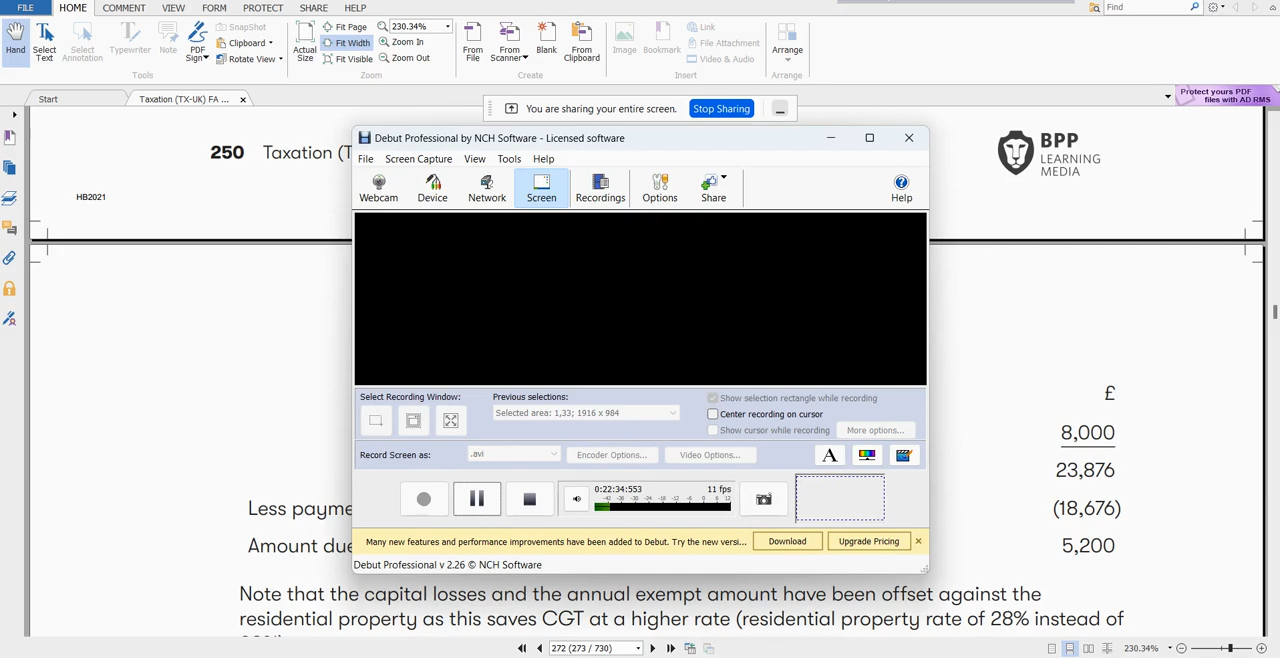 FILE HOME COMMENT VIEW FORM PROTECT SHARE HELP Find
Hand
Select Text
Select Annotation
Typewriter
Note
PDF Sign
SnapShot
Clipboard
Rotate View
Tools
Actual Size
Fit Page
Fit Width
Fit Visible
230.34%
Zoom In
Zoom Out
Zoom
From File
From Scanner
Blank
From Clipboard
Create
Image
Bookmark
Link
File Attachment
Video & Audio
Insert
Arrange
Arrange
Start
Taxation (TX-UK) FA ...
Protect yours PDF
files with AD RMS
You are sharing your entire screen. Stop Sharing
250 Taxation (T
BPP
LEARNING
MEDIA
HB2021
Debut Professional by NCH Software - Licensed software
File Screen Capture View Tools Help
Webcam Device Network Screen Recordings Options Share Help
Select Recording Window:
Previous selections:
Selected area: 1,33; 1916 x 984
Show selection rectangle while recording
Center recording on cursor
Show cursor while recording More options...
Record Screen as: .avi Encoder Options... Video Options... A
0:22:34:553 11 fps
-42 -36 -30 -24 -18 -12 -6 0 6 12
Many new features and performance improvements have been added to Debut. Try the new versi... Download Upgrade Pricing
Debut Professional v 2.26 © NCH Software
£
8,000
23,876
Less payme (18,676)
Amount due 5,200
Note that the capital losses and the annual exempt amount have been offset against the
residential property as this saves CGT at a higher rate (residential property rate of 28% instead of
272 (273 / 730) 230.34%